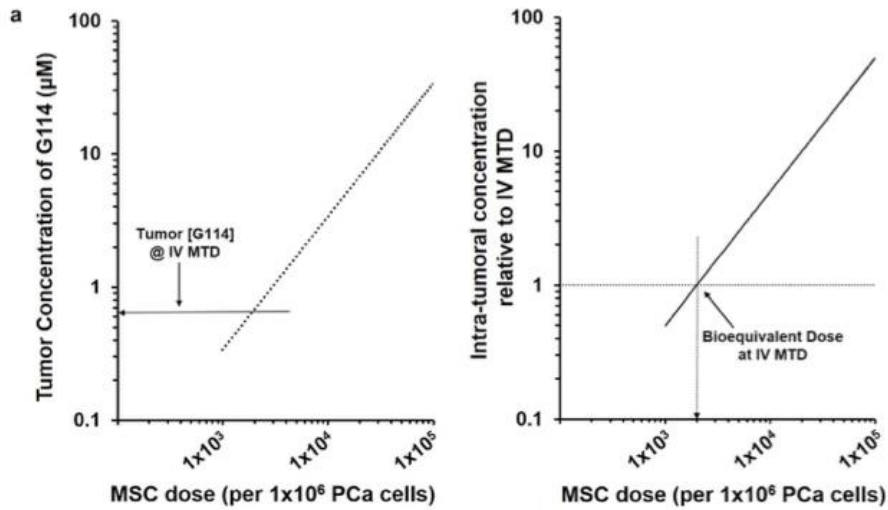 a
Tumor Concentration of G114 (μM)
100
10
1
0.1
Tumor [G114]
@ IV MTD
1x10³
1x10⁴
1x10⁵
MSC dose (per 1x10⁶ PCa cells)
Intra-tumoral concentration
relative to IV MTD
100
10
1
0.1
Bioequivalent Dose
at IV MTD
1x10³
1x10⁴
1x10⁵
MSC dose (per 1x10⁶ PCa cells)